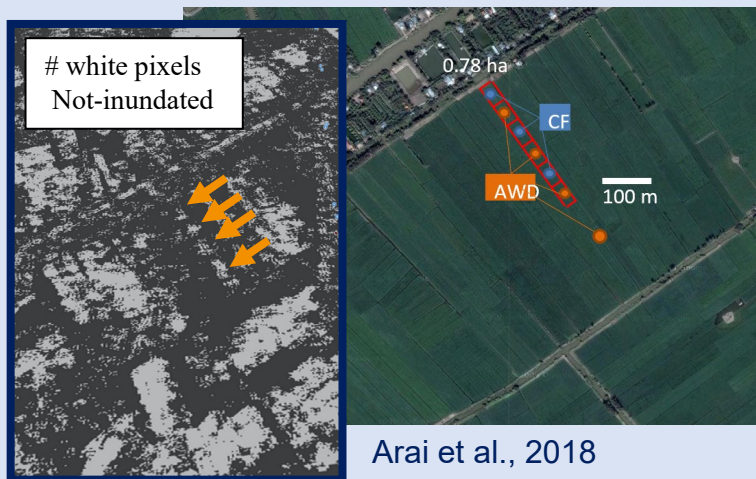 # white pixels
Not-inundated
0.78 ha
CF
AWD
100 m
Arai et al., 2018